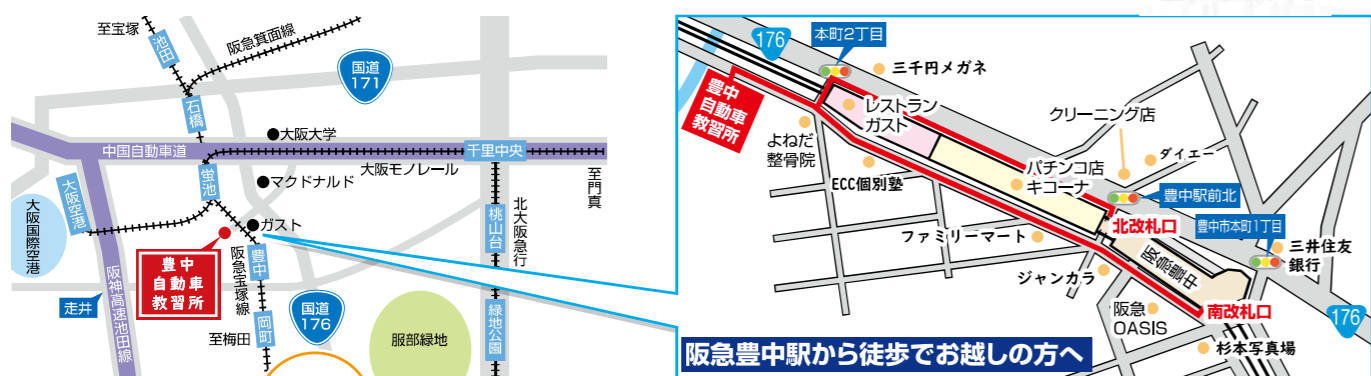 至宝塚
池田
阪急箕面線
国道
171
石橋
大阪大学
中国自動車道
千里中央
大阪モノレール
至門真
蛍池
マクドナルド
大阪空港
大阪国際空港
ガスト
桃山台
北大阪急行
豊中
自動車
教習所
阪急宝塚線
豊中
阪神高速池田線
走井
国道
176
岡町
至梅田
服部緑地
緑地公園
176
本町2丁目
三千円メガネ
豊中
自動車
教習所
レストラン
ガスト
クリーニング店
よねだ
整骨院
ダイエー
パチンコ店
キコーナ
ECC個別塾
豊中駅前北
北改札口
豊中市本町1丁目
ファミリーマート
三井住友
銀行
阪急豊中
ジャンカラ
阪急
OASIS
南改札口
176
杉本写真場
阪急豊中駅から徒歩でお越しの方へ